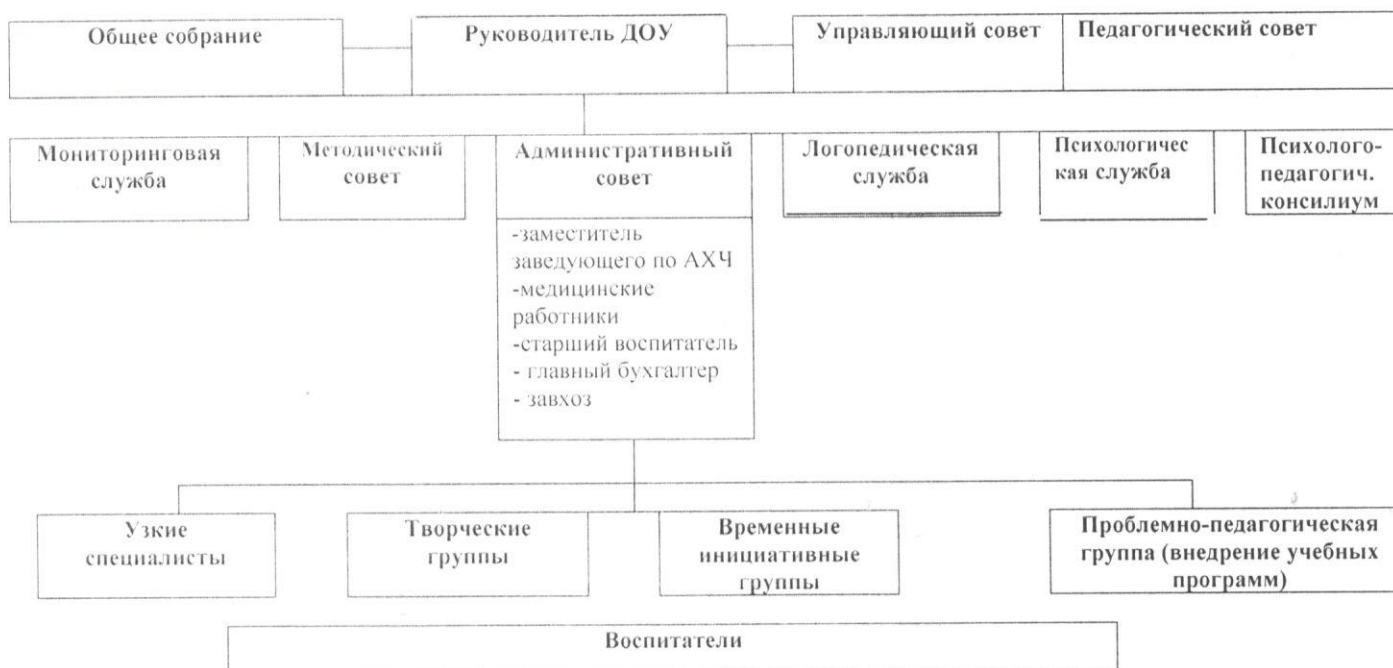 Общее собрание
Руководитель ДОУ
Управляющий совет
Педагогический совет
Мониторинговая
служба
Методический
совет
Административный
совет
Логопедическая
служба
Психологичес
кая служба
Психолого-
педагогич.
консилиум
-заместитель
заведующего по АХЧ
-медицинские
работники
-старший воспитатель
- главный бухгалтер
- завхоз
Узкие
специалисты
Творческие
группы
Временные
инициативные
группы
Проблемно-педагогическая
группа (внедрение учебных
программ)
Воспитатели